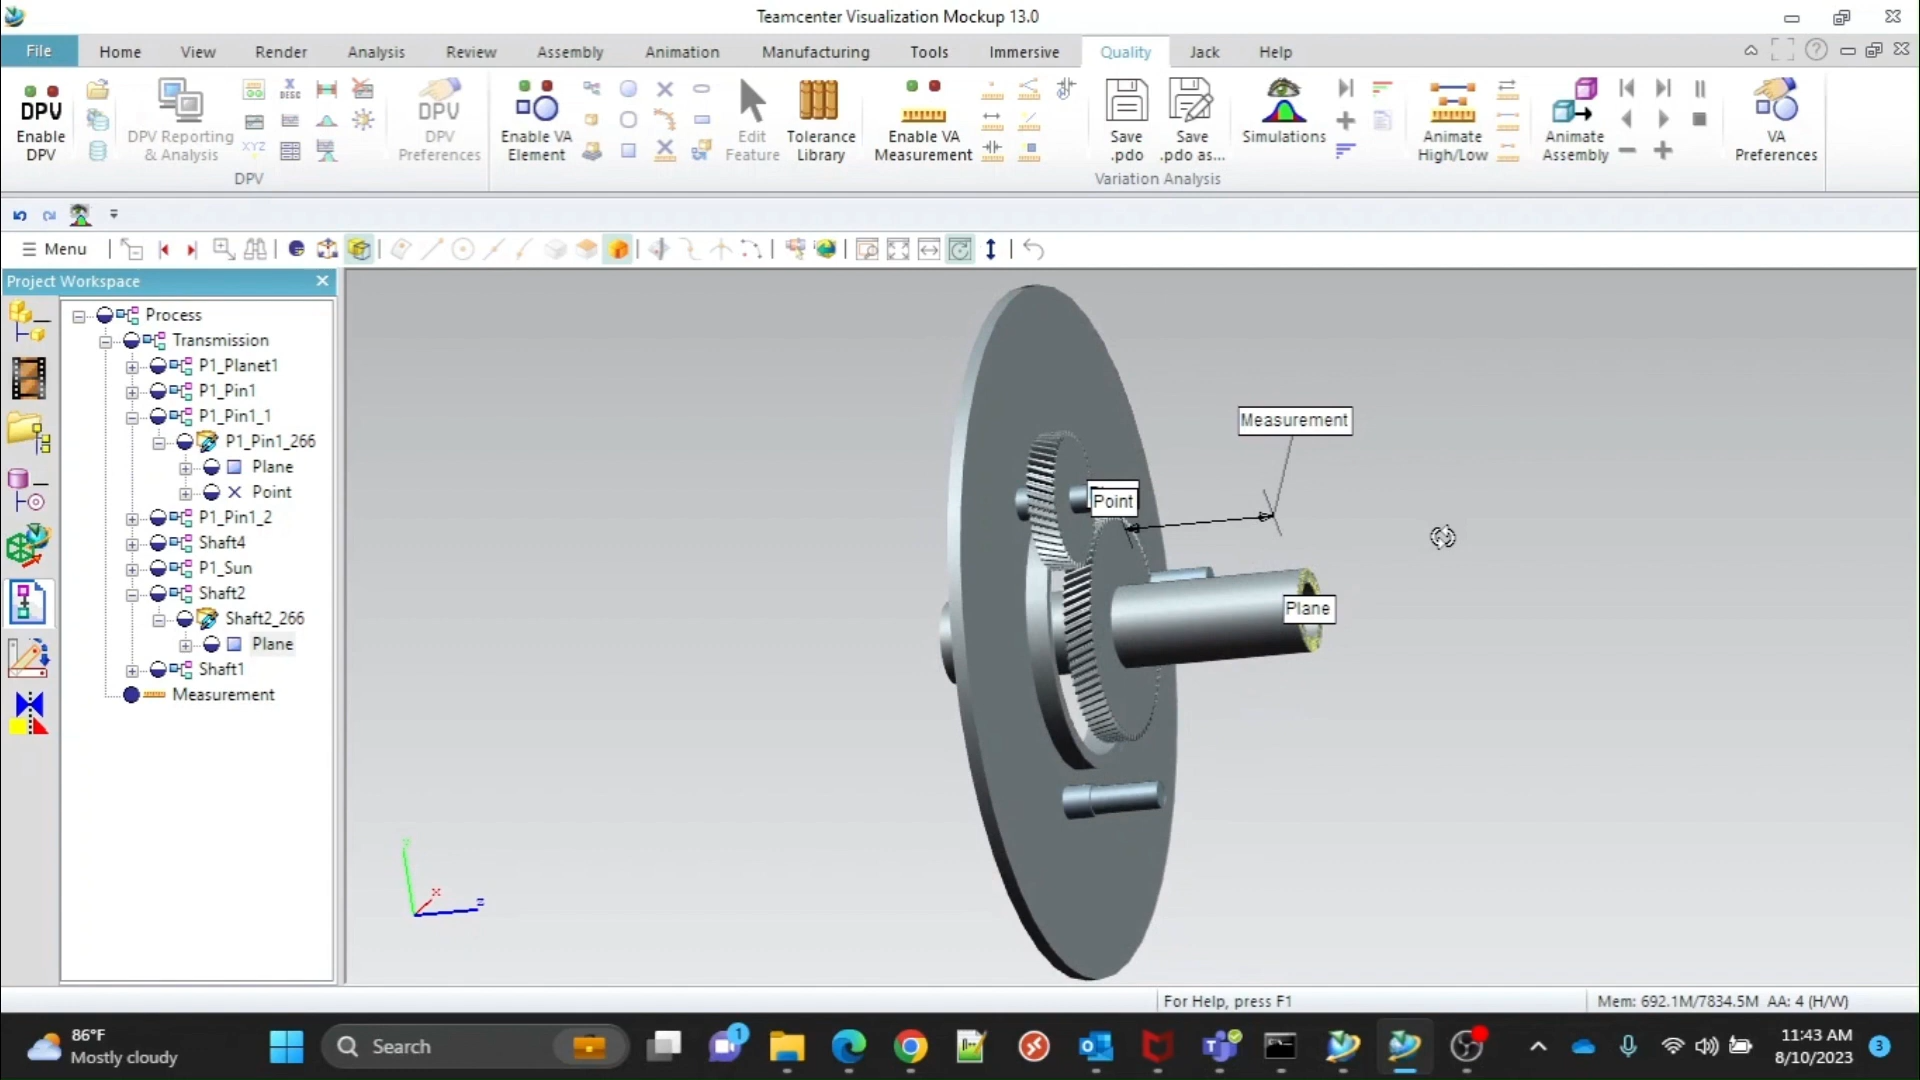 Teamcenter Visualization Mockup 13.0
File
Home
View
Render
Analysis
Review
Assembly
Animation
Manufacturing
Tools
Immersive
Quality
Jack
Help
DPV
Enable
DPV
DPV Reporting
& Analysis
X
DESC
XYZ
DPV
DPV
Preferences
DPV
Enable VA
Element
Edit
Feature
Tolerance
Library
Enable VA
Measurement
Save
.pdo
Save
.pdo as...
Simulations
Animate
High/Low
Animate
Assembly
VA
Preferences
Variation Analysis
Menu
Project Workspace
Process
Transmission
P1_Planet1
P1_Pin1
P1_Pin1_1
P1_Pin1_266
Plane
Point
P1_Pin1_2
Shaft4
P1_Sun
Shaft2
Shaft2_266
Plane
Shaft1
Measurement
Measurement
Point
Plane
Y
X
Z
For Help, press F1
Mem: 692.1M/7834.5M AA: 4 (H/W)
86°F
Mostly cloudy
Search
1
11:43 AM
8/10/2023
3